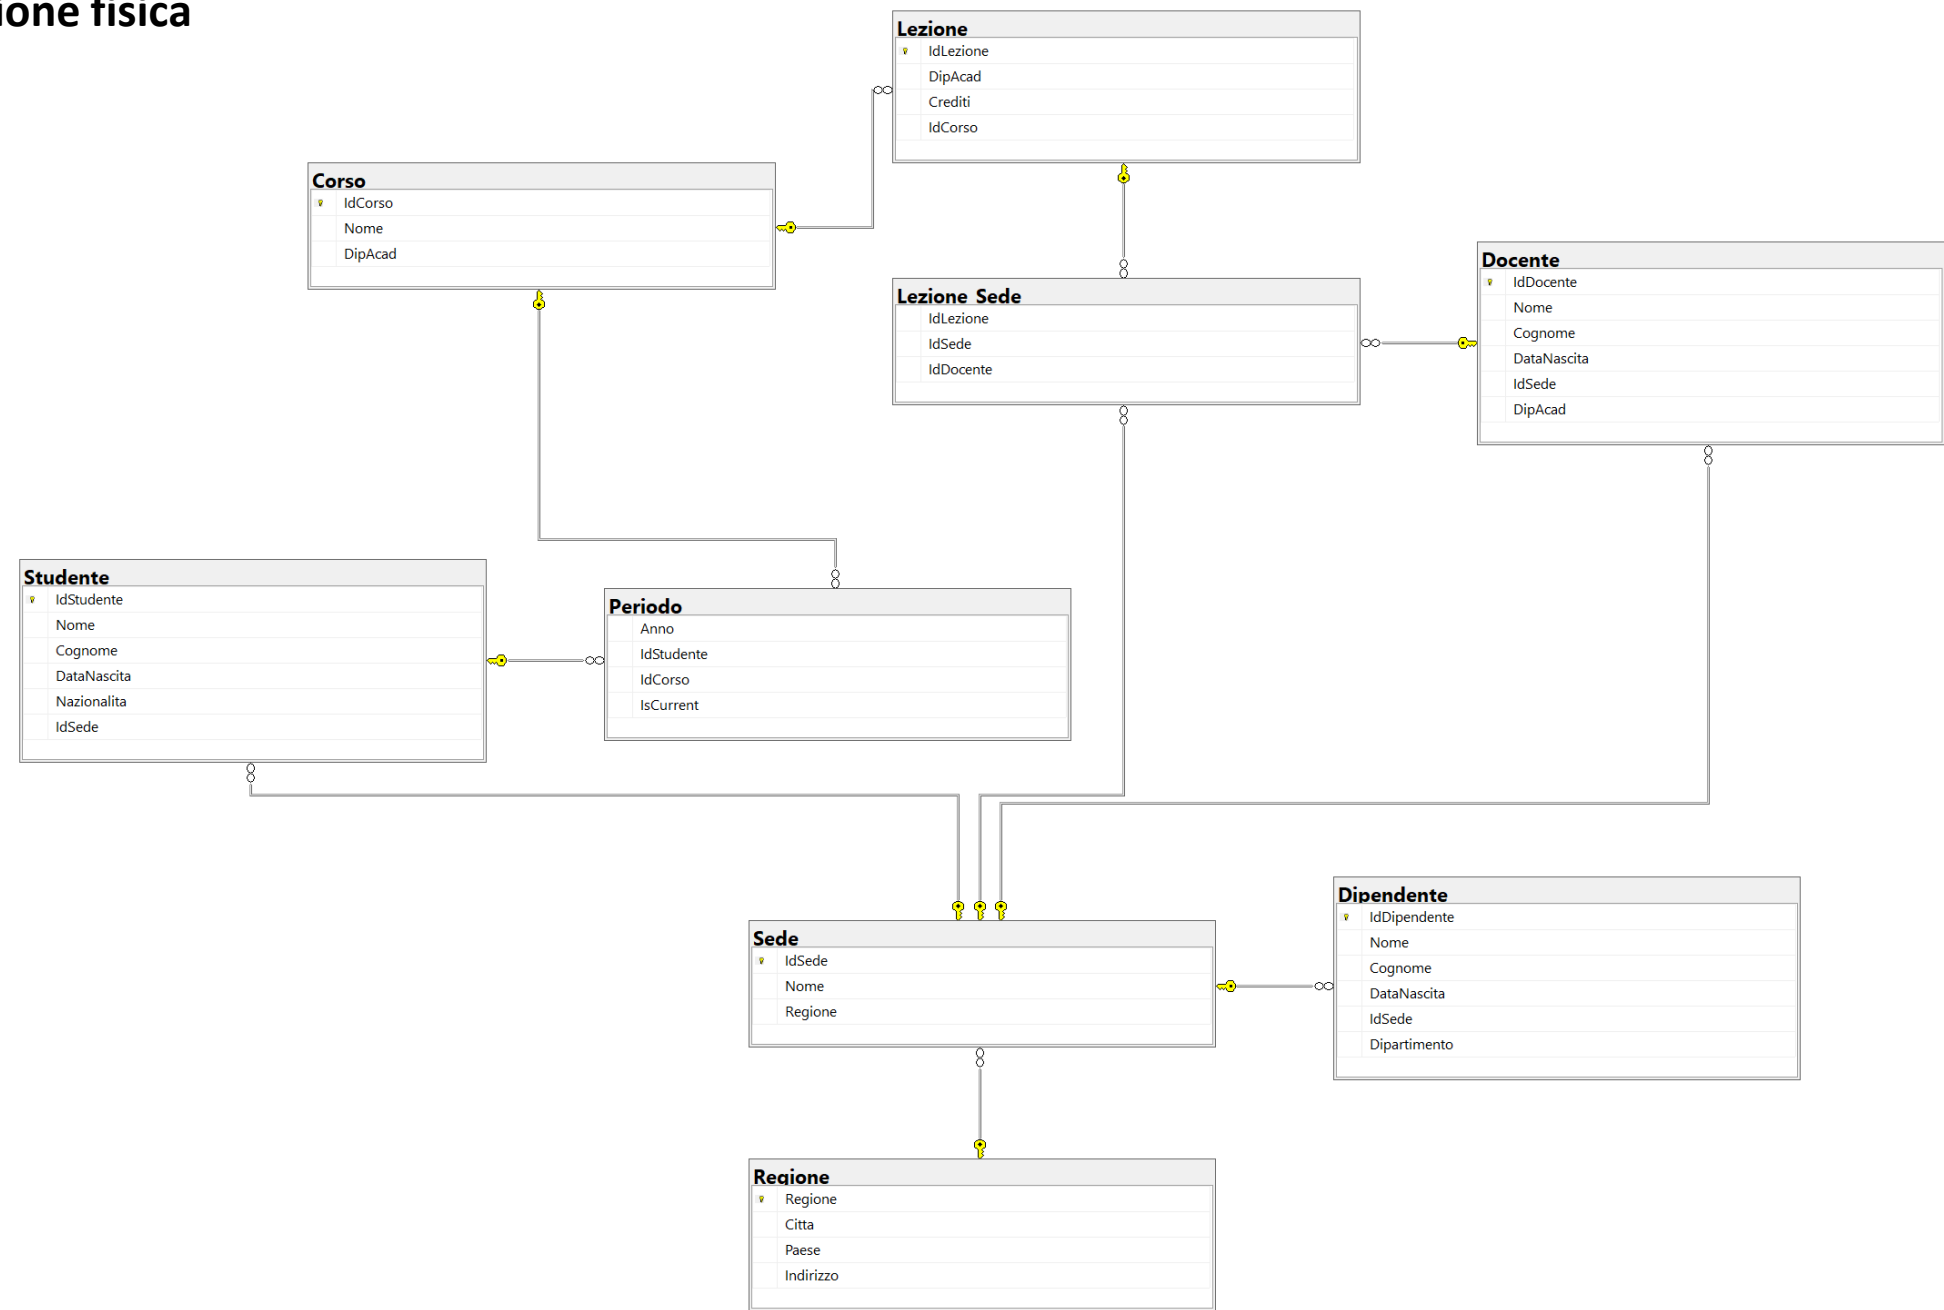 ione fisica
Lezione
IdLezione
DipAcad
Crediti
IdCorso
Corso
IdCorso
Nome
DipAcad
Lezione_Sede
IdLezione
IdSede
IdDocente
Docente
IdDocente
Nome
Cognome
DataNascita
IdSede
DipAcad
Studente
IdStudente
Nome
Cognome
DataNascita
Nazionalita
IdSede
Periodo
Anno
IdStudente
IdCorso
IsCurrent
Sede
IdSede
Nome
Regione
Dipendente
IdDipendente
Nome
Cognome
DataNascita
IdSede
Dipartimento
Regione
Regione
Citta
Paese
Indirizzo